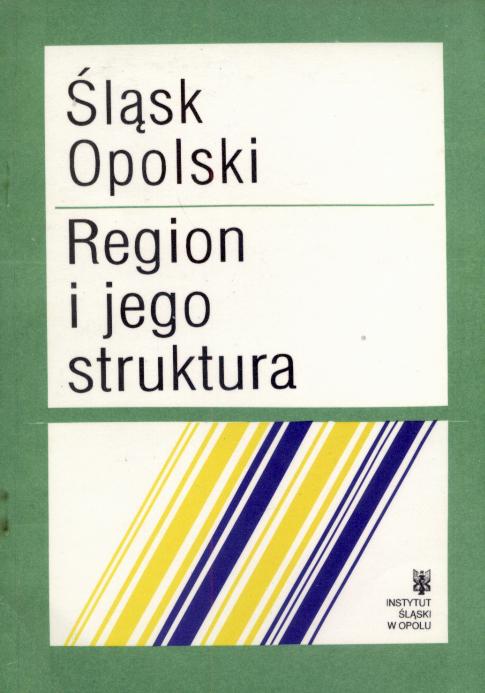 Śląsk
Opolski
Region
i jego
struktura
INSTYTUT
ŚLĄSKI
W OPOLU